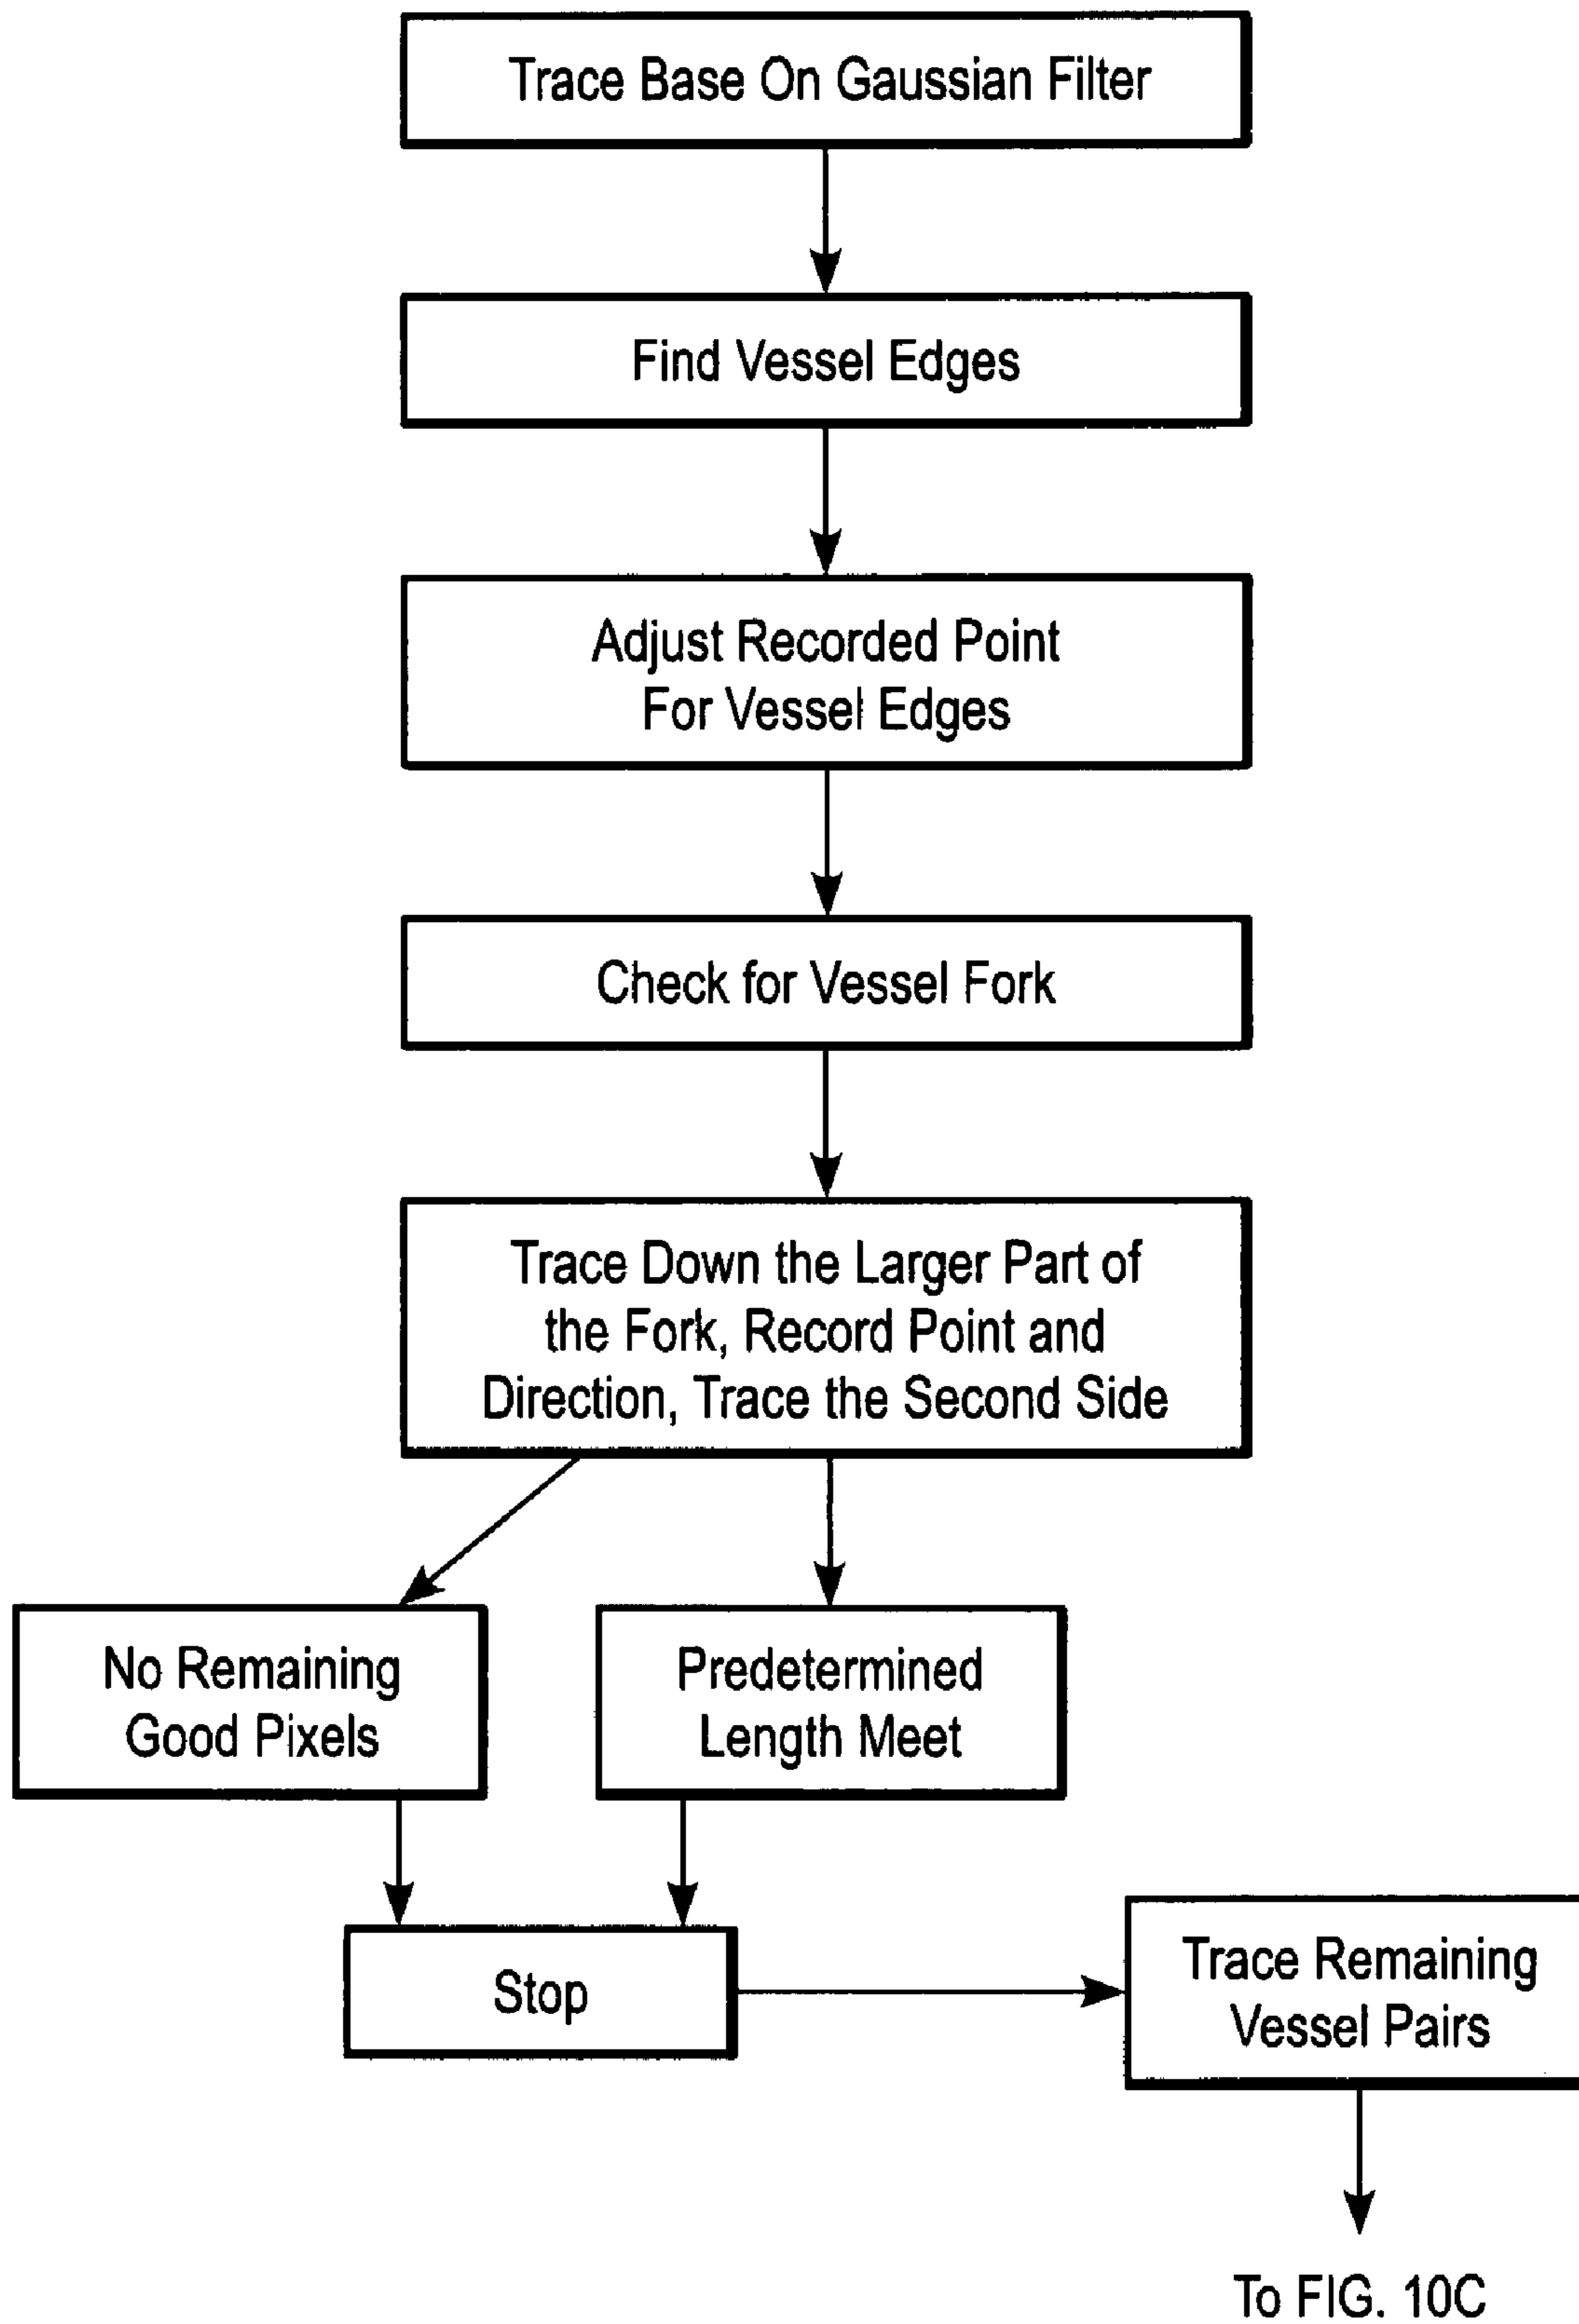 Trace Base On Gaussian Filter
Find Vessel Edges
Adjust Recorded Point
For Vessel Edges
Check for Vessel Fork
Trace Down the Larger Part of
the Fork, Record Point and
Direction, Trace the Second Side
No Remaining
Good Pixels
Predetermined
Length Meet
Stop
Trace Remaining
Vessel Pairs
To FIG. 10C